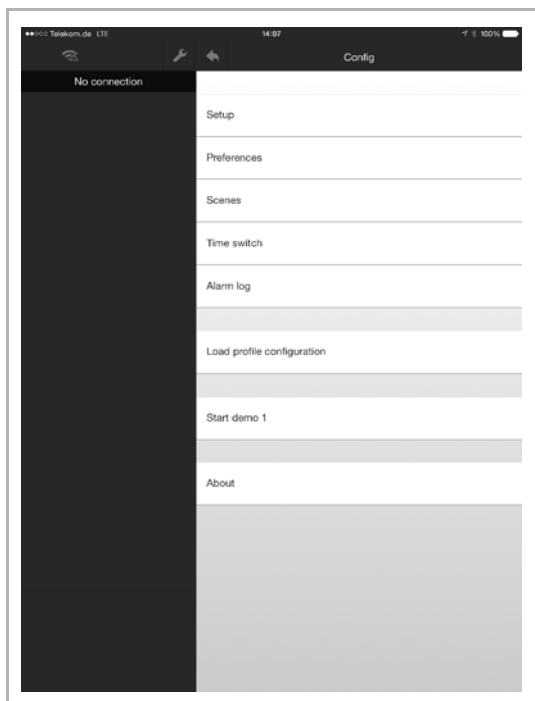 Telekom.de LTE 14:07 100%
Config
No connection
Setup
Preferences
Scenes
Time switch
Alarm log
Load profile configuration
Start demo 1
About